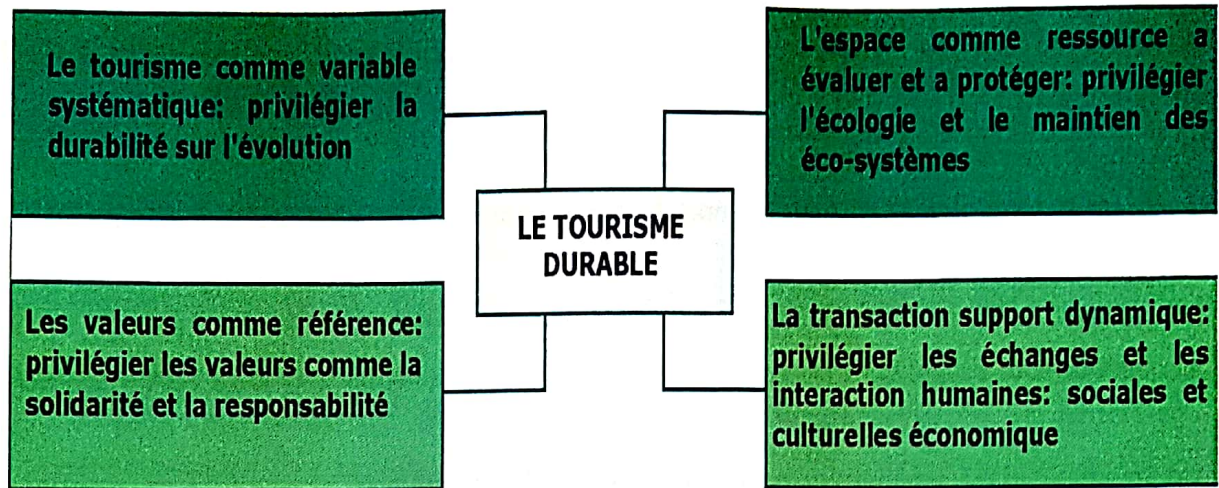 Le tourisme comme variable
systématique: privilégier la
durabilité sur l'évolution
L'espace comme ressource a
évaluer et a protéger: privilégier
l'écologie et le maintien des
éco-systèmes
LE TOURISME
DURABLE
Les valeurs comme référence:
privilégier les valeurs comme la
solidarité et la responsabilité
La transaction support dynamique:
privilégier les échanges et les
interaction humaines: sociales et
culturelles économique